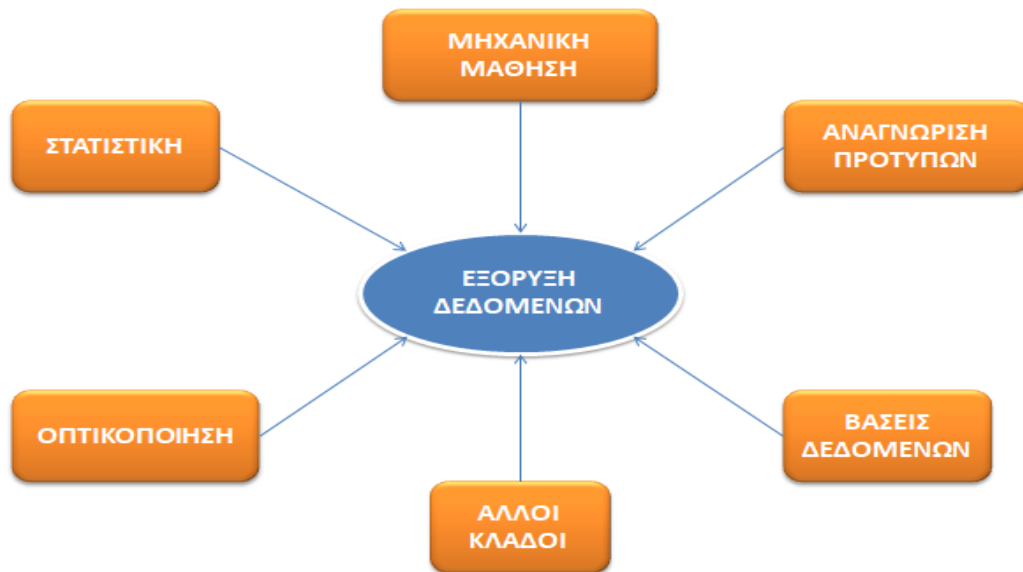 ΜΗΧΑΝΙΚΗ
ΜΑΘΗΣΗ
ΣΤΑΤΙΣΤΙΚΗ
ΑΝΑΓΝΩΡΙΣΗ
ΠΡΟΤΥΠΩΝ
ΕΞΟΡΥΞΗ
ΔΕΔΟΜΕΝΩΝ
ΟΠΤΙΚΟΠΟΙΗΣΗ
ΒΑΣΕΙΣ
ΔΕΔΟΜΕΝΩΝ
ΑΛΛΟΙ
ΚΛΑΔΟΙ